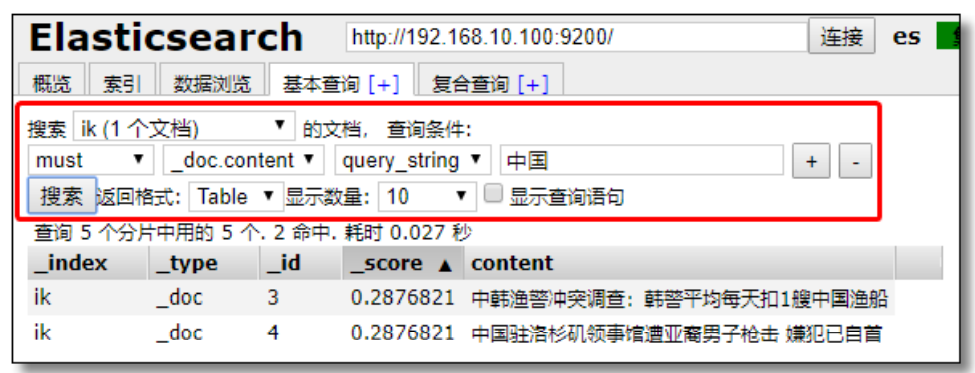 Elasticsearch http://192.168.10.100:9200/ 连接 es
概览 索引 数据浏览 基本查询 [+] 复合查询 [+]
搜索 ik (1 个文档) ▼ 的文档, 查询条件:
must ▼ _doc.content ▼ query_string ▼ 中国 + -
搜索 返回格式: Table ▼ 显示数量: 10 ▼ 显示查询语句
查询 5 个分片中用的 5 个. 2 命中. 耗时 0.027 秒
_index _type _id _score ▲ content
ik _doc 3 0.2876821 中韩渔警冲突调查：韩警平均每天扣1艘中国渔船
ik _doc 4 0.2876821 中国驻洛杉矶领事馆遭亚裔男子枪击 嫌犯已自首